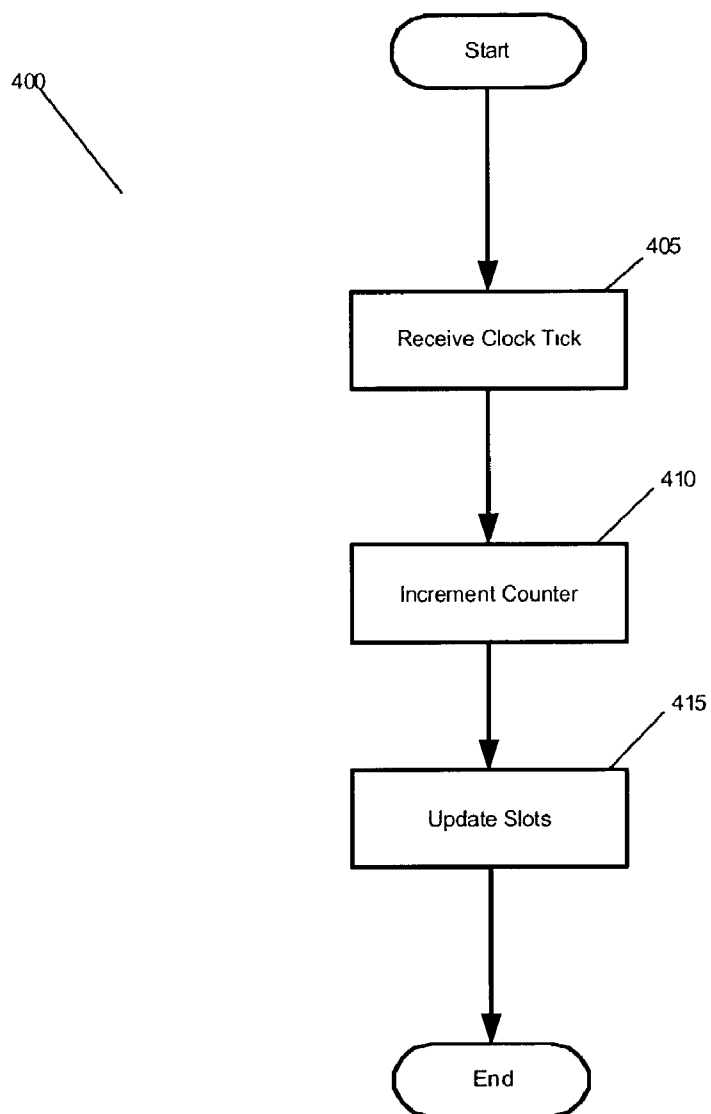 Start
400
405
Receive Clock Tick
410
Increment Counter
415
Update Slots
End